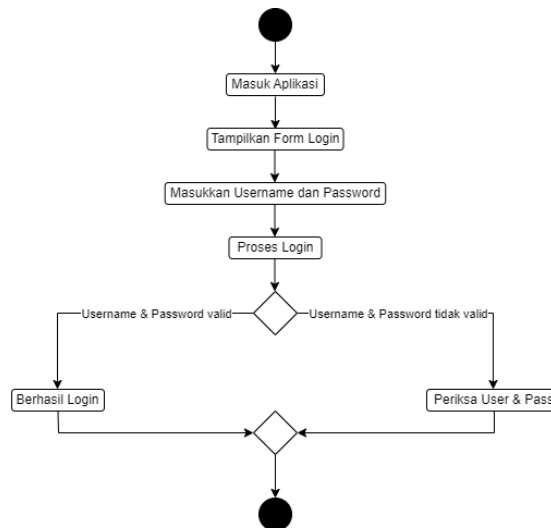 Masuk Aplikasi
Tampilkan Form Login
Masukkan Username dan Password
Proses Login
Username & Password valid
Username & Password tidak valid
Berhasil Login
Periksa User & Pass